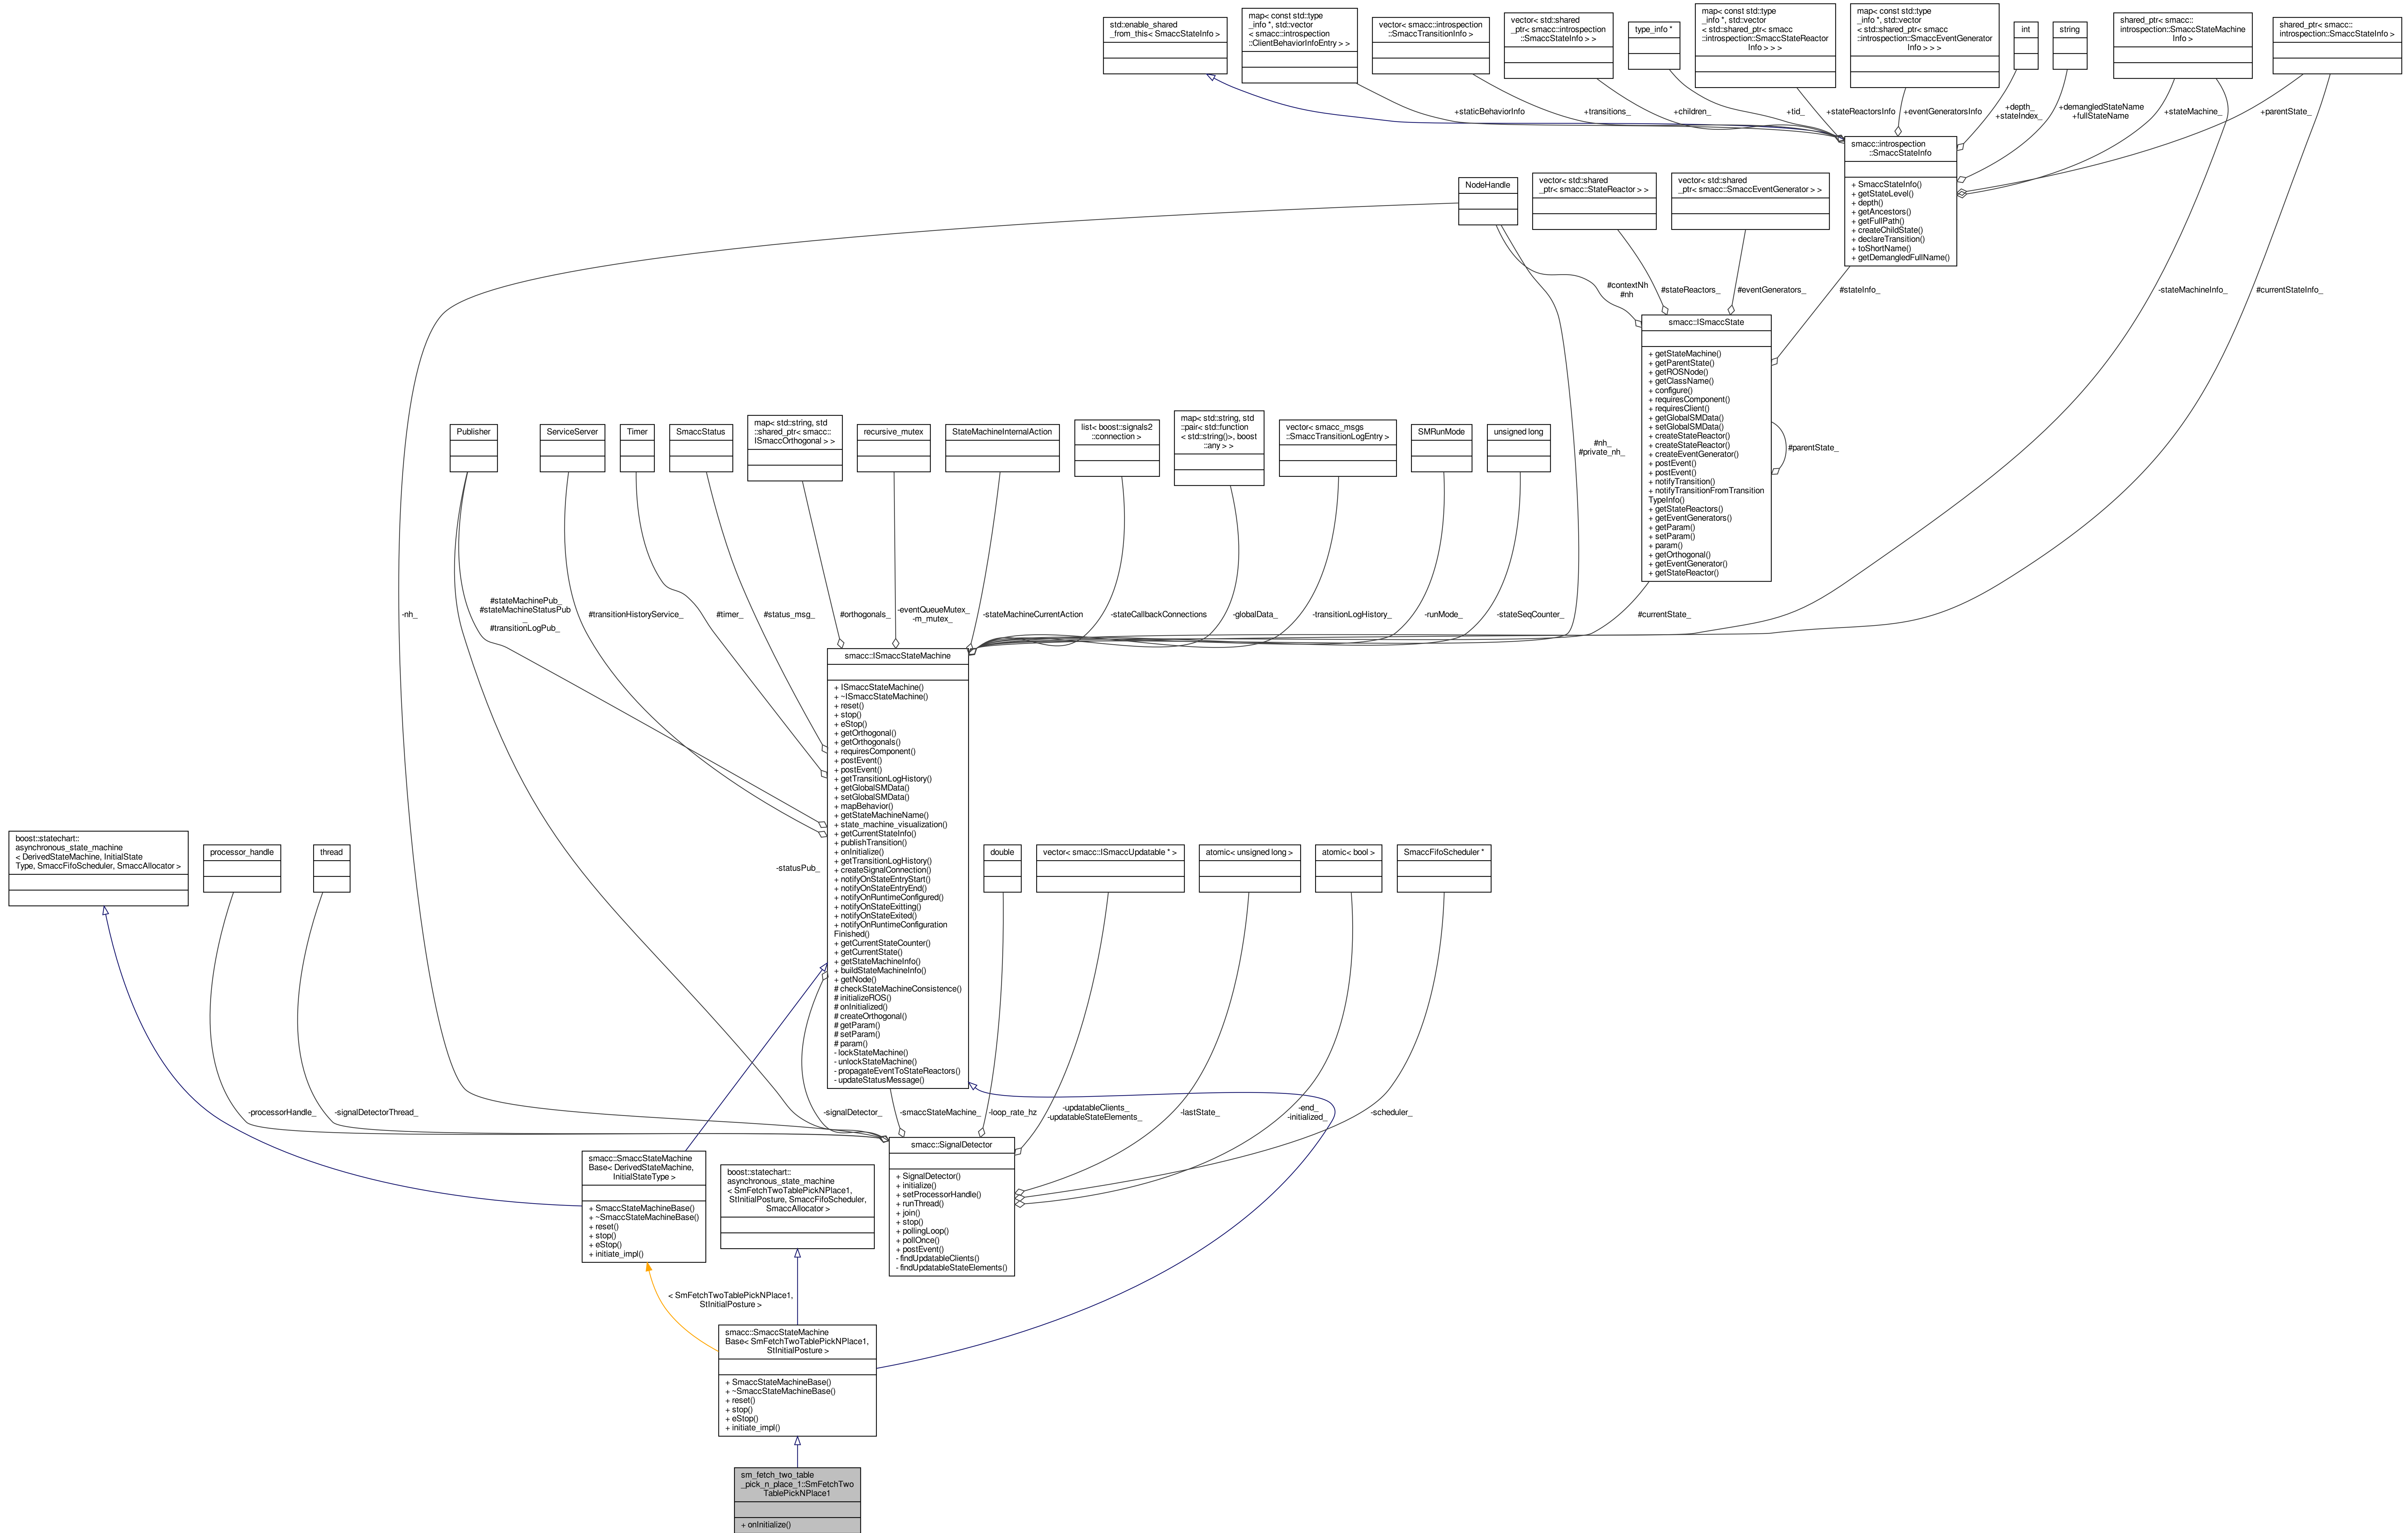 std::enable_shared
_from_this< SmaccStateInfo >
map< const std::type
_info *, std::vector
< smacc::introspection
::ClientBehaviorInfoEntry > >
vector< smacc::introspection
::SmaccTransitionInfo >
vector< std::shared
_ptr< smacc::introspection
::SmaccStateInfo > >
type_info *
map< const std::type
_info *, std::vector
< std::shared_ptr< smacc
::introspection::SmaccStateReactor
Info > > >
map< const std::type
_info *, std::vector
< std::shared_ptr< smacc
::introspection::SmaccEventGenerator
Info > > >
int
string
shared_ptr< smacc::
introspection::SmaccStateMachine
Info >
shared_ptr< smacc::
introspection::SmaccStateInfo >
+staticBehaviorInfo
+transitions_
+children_
+tid_
+stateReactorsInfo
+eventGeneratorsInfo
+depth_
+stateIndex_
+demangledStateName
+fullStateName
+stateMachine_
+parentState_
smacc::introspection
::SmaccStateInfo
+ SmaccStateInfo()
+ getStateLevel()
+ depth()
+ getAncestors()
+ getFullPath()
+ createChildState()
+ declareTransition()
+ toShortName()
+ getDemangledFullName()
NodeHandle
vector< std::shared
_ptr< smacc::StateReactor > >
vector< std::shared
_ptr< smacc::SmaccEventGenerator > >
#contextNh
#nh
#stateReactors_
#eventGenerators_
#stateInfo_
-stateMachineInfo_
#currentStateInfo_
smacc::ISmaccState
+ getStateMachine()
+ getParentState()
+ getROSNode()
+ getClassName()
+ configure()
+ requiresComponent()
+ requiresClient()
+ getGlobalSMData()
+ setGlobalSMData()
+ createStateReactor()
+ createStateReactor()
+ createEventGenerator()
+ postEvent()
+ postEvent()
+ notifyTransition()
+ notifyTransitionFromTransition
TypeInfo()
+ getStateReactors()
+ getEventGenerators()
+ getParam()
+ setParam()
+ param()
+ getOrthogonal()
+ getEventGenerator()
+ getStateReactor()
#parentState_
Publisher
ServiceServer
Timer
SmaccStatus
map< std::string, std
::shared_ptr< smacc::
ISmaccOrthogonal > >
recursive_mutex
StateMachineInternalAction
list< boost::signals2
::connection >
map< std::string, std
::pair< std::function
< std::string()>, boost
::any > >
vector< smacc_msgs
::SmaccTransitionLogEntry >
SMRunMode
unsigned long
#nh_
#private_nh_
-nh_
#stateMachinePub_
#stateMachineStatusPub
_
#transitionLogPub_
#transitionHistoryService_
#timer_
#status_msg_
#orthogonals_
-eventQueueMutex_
-m_mutex_
-stateMachineCurrentAction
-stateCallbackConnections
-globalData_
-transitionLogHistory_
-runMode_
-stateSeqCounter_
#currentState_
smacc::ISmaccStateMachine
+ ISmaccStateMachine()
+ ~ISmaccStateMachine()
+ reset()
+ stop()
+ eStop()
+ getOrthogonal()
+ getOrthogonals()
+ requiresComponent()
+ postEvent()
+ postEvent()
+ getTransitionLogHistory()
+ getGlobalSMData()
+ setGlobalSMData()
+ mapBehavior()
+ getStateMachineName()
+ state_machine_visualization()
+ getCurrentStateInfo()
+ publishTransition()
+ onInitialize()
+ getTransitionLogHistory()
+ createSignalConnection()
+ notifyOnStateEntryStart()
+ notifyOnStateEntryEnd()
+ notifyOnRuntimeConfigured()
+ notifyOnStateExitting()
+ notifyOnStateExited()
+ notifyOnRuntimeConfiguration
Finished()
+ getCurrentStateCounter()
+ getCurrentState()
+ getStateMachineInfo()
+ buildStateMachineInfo()
+ getNode()
# checkStateMachineConsistence()
# initializeROS()
# onInitialized()
# createOrthogonal()
# getParam()
# setParam()
# param()
- lockStateMachine()
- unlockStateMachine()
- propagateEventToStateReactors()
- updateStatusMessage()
boost::statechart::
asynchronous_state_machine
< DerivedStateMachine, InitialState
Type, SmaccFifoScheduler, SmaccAllocator >
processor_handle
thread
-statusPub_
double
vector< smacc::ISmaccUpdatable * >
atomic< unsigned long >
atomic< bool >
SmaccFifoScheduler *
-processorHandle_
-signalDetectorThread_
-signalDetector_
-smaccStateMachine_
-loop_rate_hz
-updatableClients_
-updatableStateElements_
-lastState_
-end_
-initialized_
-scheduler_
smacc::SmaccStateMachine
Base< DerivedStateMachine,
InitialStateType >
+ SmaccStateMachineBase()
+ ~SmaccStateMachineBase()
+ reset()
+ stop()
+ eStop()
+ initiate_impl()
boost::statechart::
asynchronous_state_machine
< SmFetchTwoTablePickNPlace1,
StInitialPosture, SmaccFifoScheduler,
SmaccAllocator >
smacc::SignalDetector
+ SignalDetector()
+ initialize()
+ setProcessorHandle()
+ runThread()
+ join()
+ stop()
+ pollingLoop()
+ pollOnce()
+ postEvent()
- findUpdatableClients()
- findUpdatableStateElements()
< SmFetchTwoTablePickNPlace1,
StInitialPosture >
smacc::SmaccStateMachine
Base< SmFetchTwoTablePickNPlace1,
StInitialPosture >
+ SmaccStateMachineBase()
+ ~SmaccStateMachineBase()
+ reset()
+ stop()
+ eStop()
+ initiate_impl()
sm_fetch_two_table
_pick_n_place_1::SmFetchTwo
TablePickNPlace1
+ onInitialize()